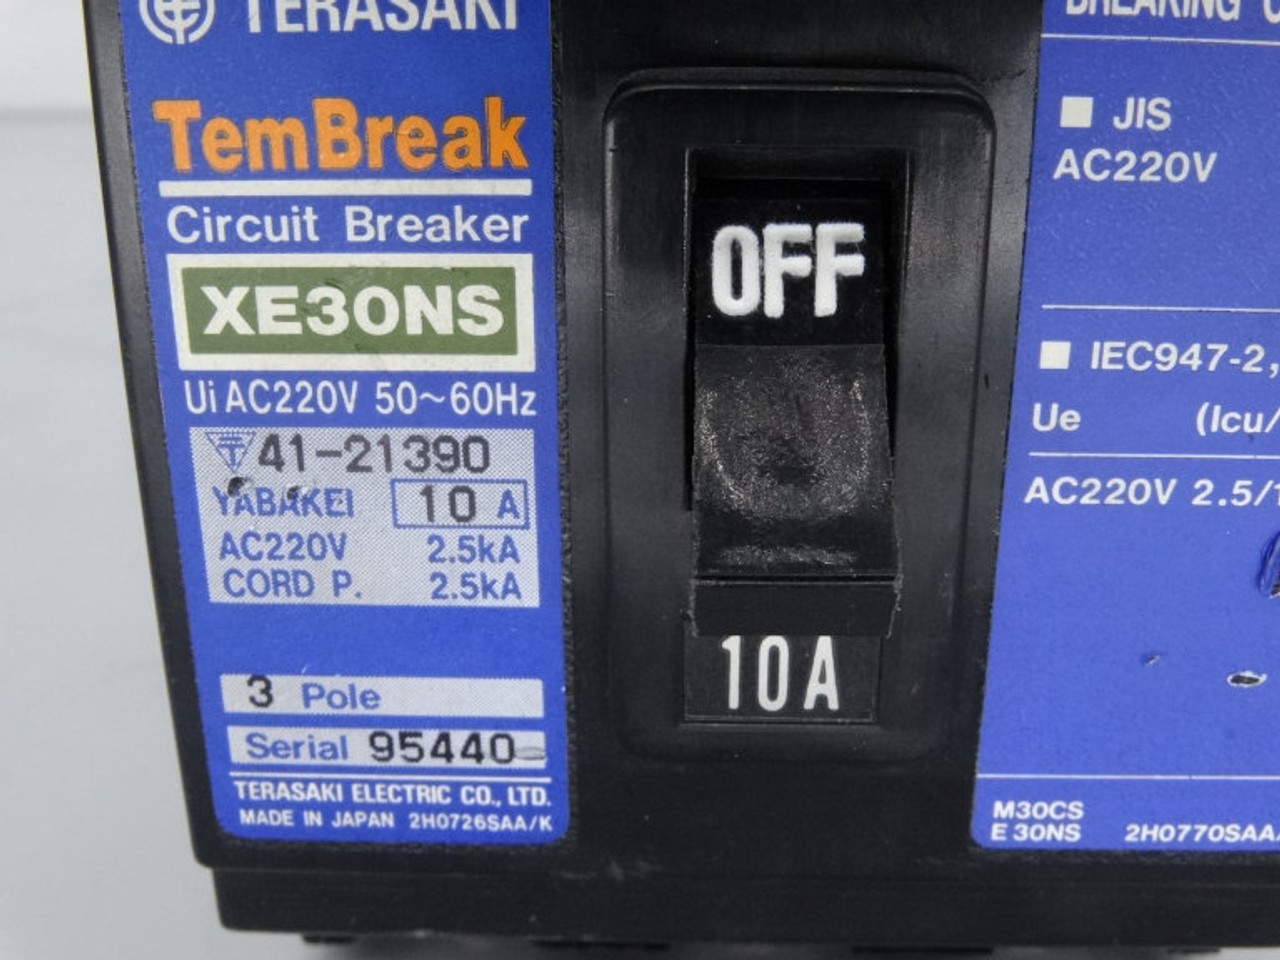 TERASAKI
TemBreak
Circuit Breaker
XE30NS
Ui AC220V 50~60Hz
41-21390
YABAKEI 10 A
AC220V 2.5kA
CORD P. 2.5kA
3 Pole
Serial 95440
TERASAKI ELECTRIC CO., LTD.
MADE IN JAPAN 2H0726SAA/K
OFF
10A
BREAKING
■ JIS
AC220V
■ IEC947-2,
Ue (Icu/
AC220V 2.5/
M30CS
E30NS 2H0770SAA